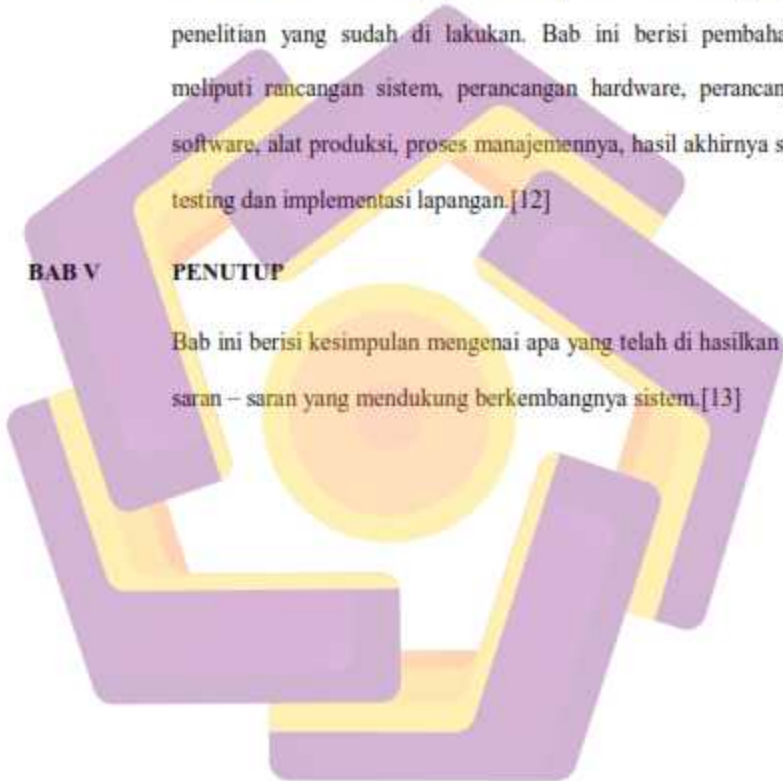 penelitian yang sudah di lakukan. Bab ini berisi
meliputi rancangan sistem, perancangan hardware,
software, alat produksi, proses manajemennya, hasil akhirnya
testing dan implementasi lapangan.[12]
BAB V PENUTUP
Bab ini berisi kesimpulan mengenai apa yang telah di hasilkan
saran – saran yang mendukung berkembangnya sistem.[13]